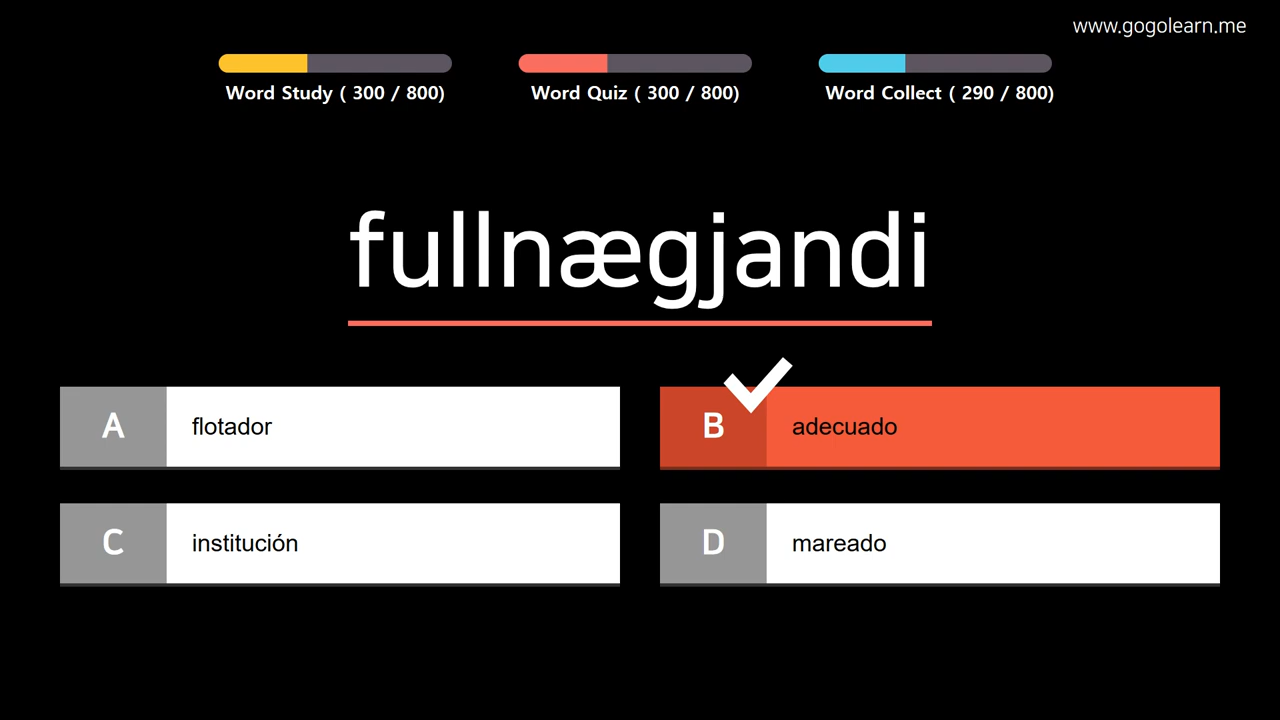 www.gogolearn.me
Word Study ( 300 / 800)
Word Quiz ( 300 / 800)
Word Collect ( 290 / 800)
fullnægjandi
A flotador
B adecuado
C institución
D mareado